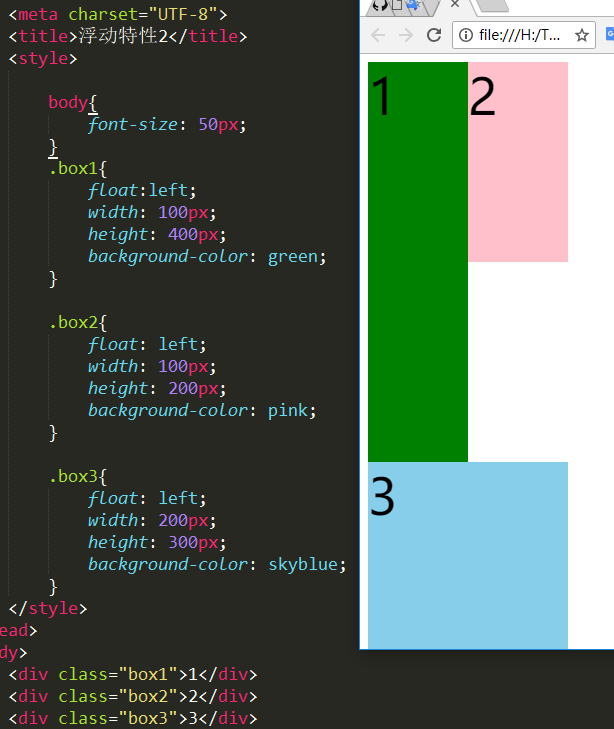 <meta charset="UTF-8">
<title>浮动特性2</title>
<style>
body{
font-size: 50px;
}
.box1{
float:left;
width: 100px;
height: 400px;
background-color: green;
}
.box2{
float: left;
width: 100px;
height: 200px;
background-color: pink;
}
.box3{
float: left;
width: 200px;
height: 300px;
background-color: skyblue;
}
</style>
ead>
dy>
<div class="box1">1</div>
<div class="box2">2</div>
<div class="box3">3</div>
file:///H:/T...
1
2
3